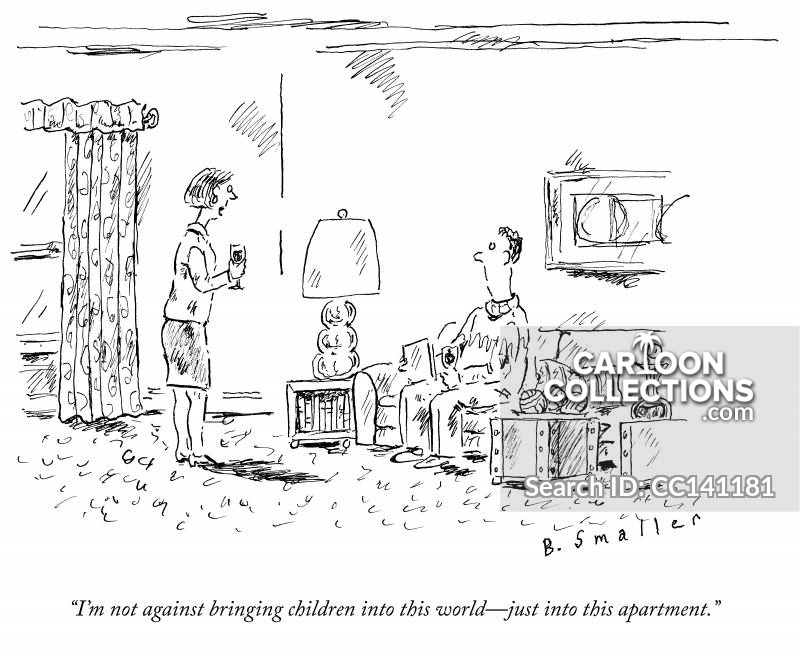 CARTOON
COLLECTIONS
.com
Search ID: CC141181
B. Smaller
“I’m not against bringing children into this world—just into this apartment.”